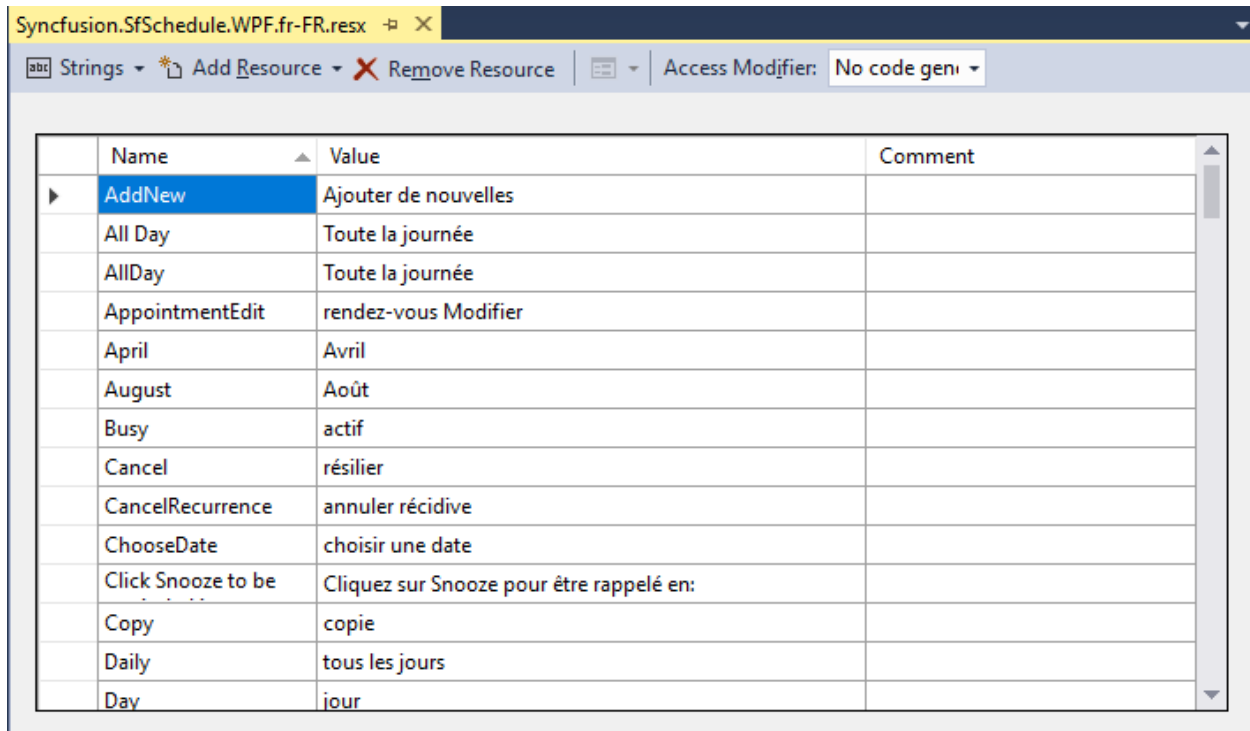 Syncfusion.SfSchedule.WPF.fr-FR.resx
Strings Add Resource Remove Resource Access Modifier: No code gen
Name Value Comment
AddNew Ajouter de nouvelles
All Day Toute la journée
AllDay Toute la journée
AppointmentEdit rendez-vous Modifier
April Avril
August Août
Busy actif
Cancel résilier
CancelRecurrence annuler récidive
ChooseDate choisir une date
Click Snooze to be Cliquez sur Snooze pour être rappelé en:
Copy copie
Daily tous les jours
Day jour